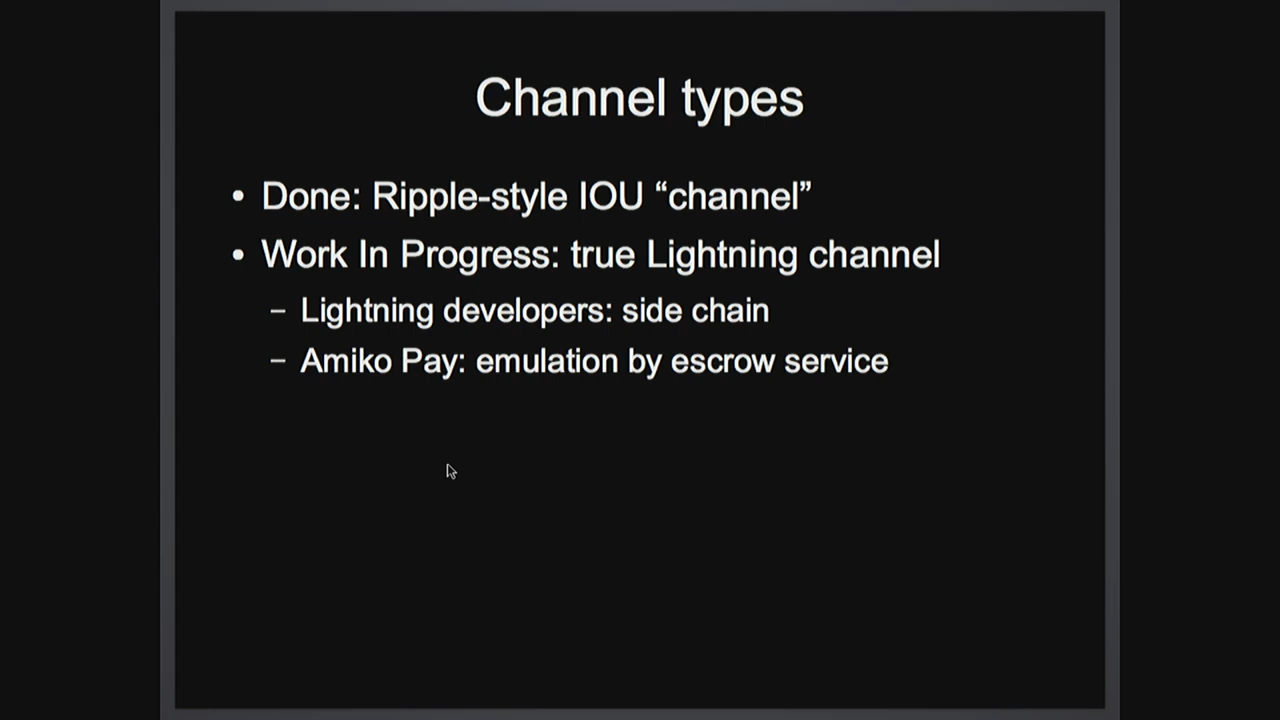 Channel types
• Done: Ripple-style IOU “channel”
• Work In Progress: true Lightning channel
– Lightning developers: side chain
– Amiko Pay: emulation by escrow service